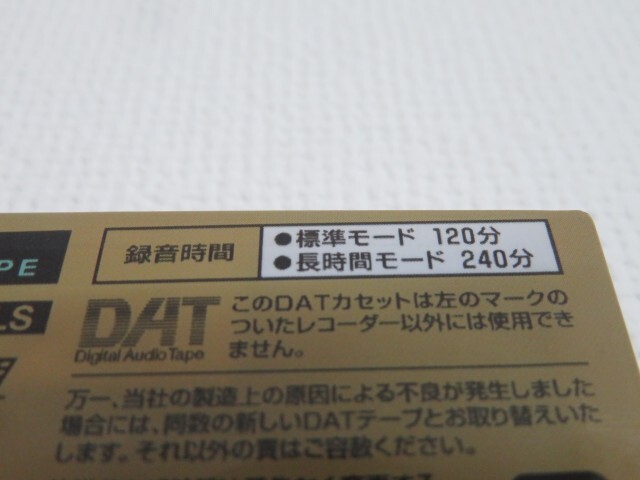 録音時間
●標準モード 120分
●長時間モード 240分
PE
LS
DAT
Digital Audio Tape
このDATカセットは左のマークの
ついたレコーダー以外には使用でき
ません。
万一、当社の製造上の原因による不良が発生しました
場合には、同数の新しいDATテープとお取り替えいた
します。それ以外の責はご容赦ください。